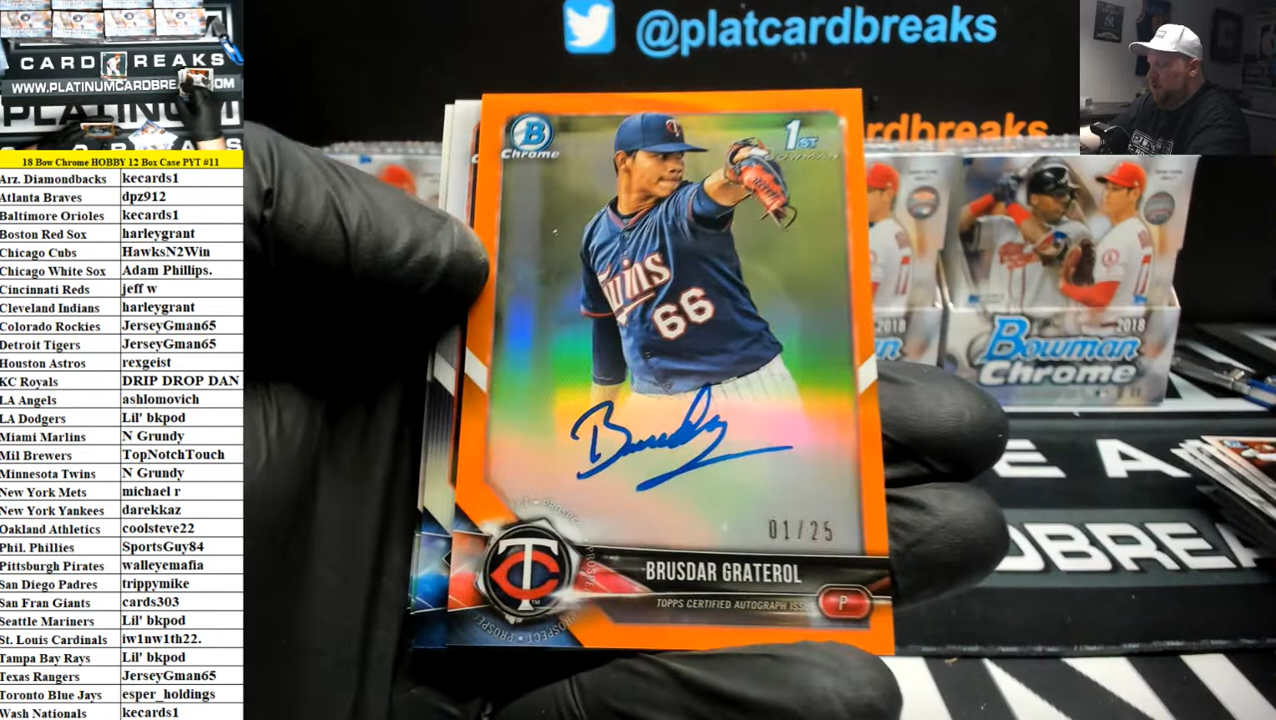 @platcardbreaks
CARD BREAKS
WWW.PLATINUMCARDBRE OM
18 Bow Chrome HOBBY 12 Box Case PYT #11
Arz. Diamondbacks kecards1
Atlanta Braves dpz912
Baltimore Orioles kecards1
Boston Red Sox harleygrant
Chicago Cubs HawksN2Win
Chicago White Sox Adam Phillips.
Cincinnati Reds jeff w
Cleveland Indians harleygrant
Colorado Rockies JerseyGman65
Detroit Tigers JerseyGman65
Houston Astros rexgeist
KC Royals DRIP DROP DAN
LA Angels ashlomovich
LA Dodgers Lil' bkpod
Miami Marlins N Grundy
Mil Brewers TopNotchTouch
Minnesota Twins N Grundy
New York Mets michael r
New York Yankees darekkaz
Oakland Athletics coolsteve22
Phil. Phillies SportsGuy84
Pittsburgh Pirates walleyemafia
San Diego Padres trippymike
San Fran Giants cards303
Seattle Mariners Lil' bkpod
St. Louis Cardinals iw1nw1th22.
Tampa Bay Rays Lil' bkpod
Texas Rangers JerseyGman65
Toronto Blue Jays esper_holdings
Wash Nationals kecards1
rdbreaks
B
Chrome
1ST
BOWMAN
Twins
66
01/25
BRUSDAR GRATEROL
TOPPS CERTIFIED AUTOGRAPH ISS
P
PROSPECT
2018
Bowman
Chrome
E A
DBREA